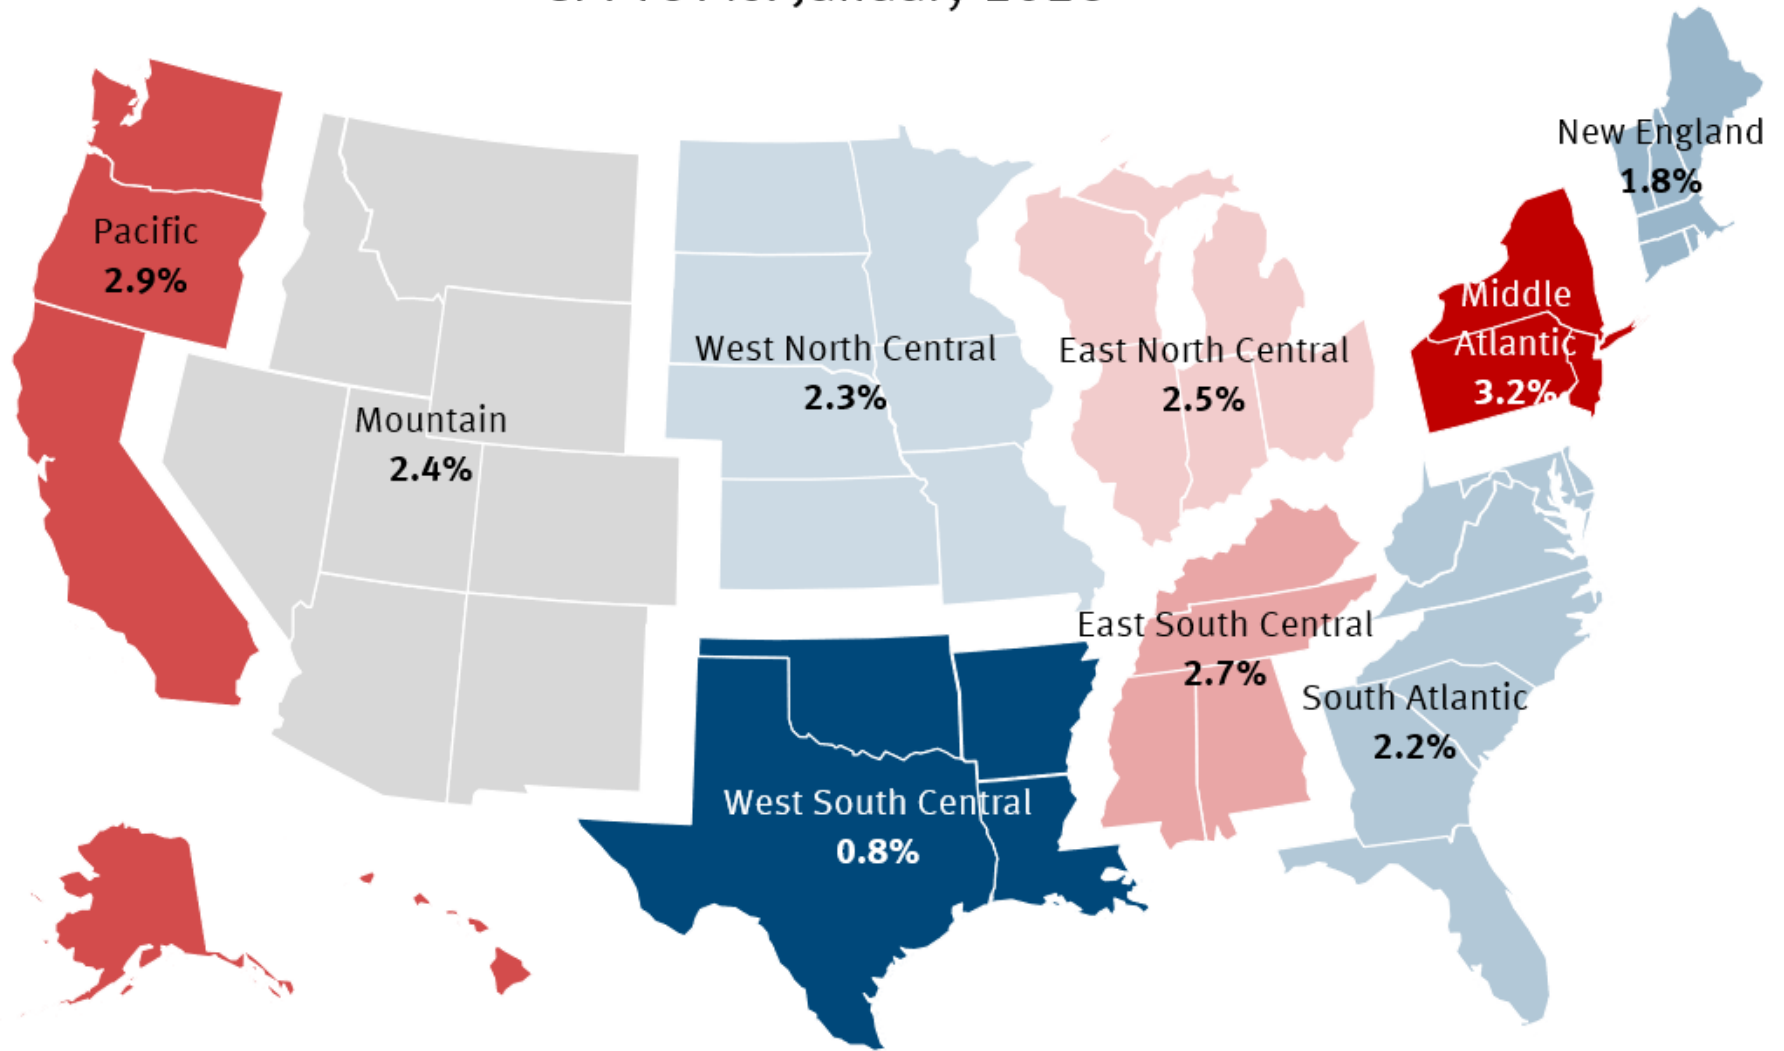 New England
1.8%
Pacific
2.9%
Middle
Atlantic
3.2%
West North Central
2.3%
East North Central
2.5%
Mountain
2.4%
East South Central
2.7%
South Atlantic
2.2%
West South Central
0.8%